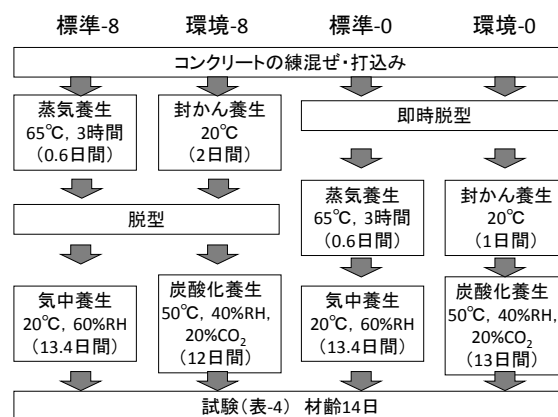 標準-8 環境-8 標準-0 環境-0
コンクリートの練混ぜ・打込み
蒸気養生
65℃, 3時間
(0.6日間)
封かん養生
20℃
(2日間)
即時脱型
脱型
蒸気養生
65℃, 3時間
(0.6日間)
封かん養生
20℃
(1日間)
気中養生
20℃, 60%RH
(13.4日間)
炭酸化養生
50℃, 40%RH,
20%CO₂
(12日間)
気中養生
20℃, 60%RH
(13.4日間)
炭酸化養生
50℃, 40%RH,
20%CO₂
(13日間)
試験(表-4) 材齢14日